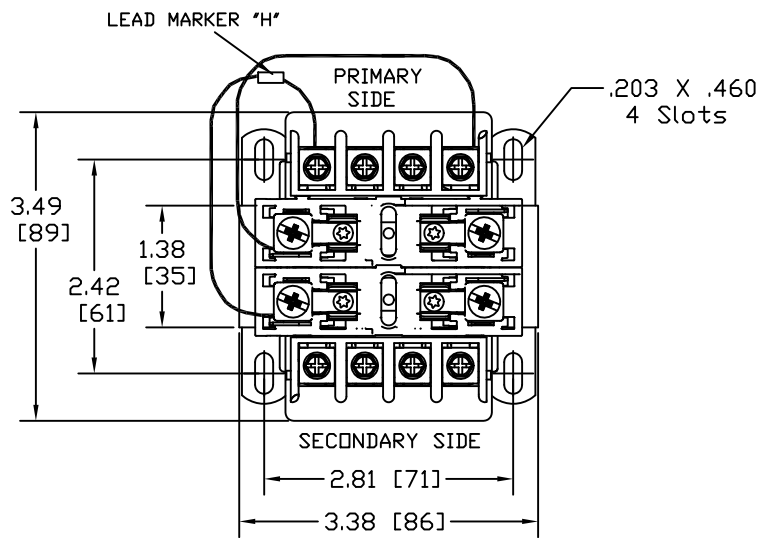 LEAD MARKER "H"
PRIMARY
SIDE
.203 X .460
4 Slots
3.49
[89]
1.38
[35]
2.42
[61]
SECONDARY SIDE
2.81 [71]
3.38 [86]